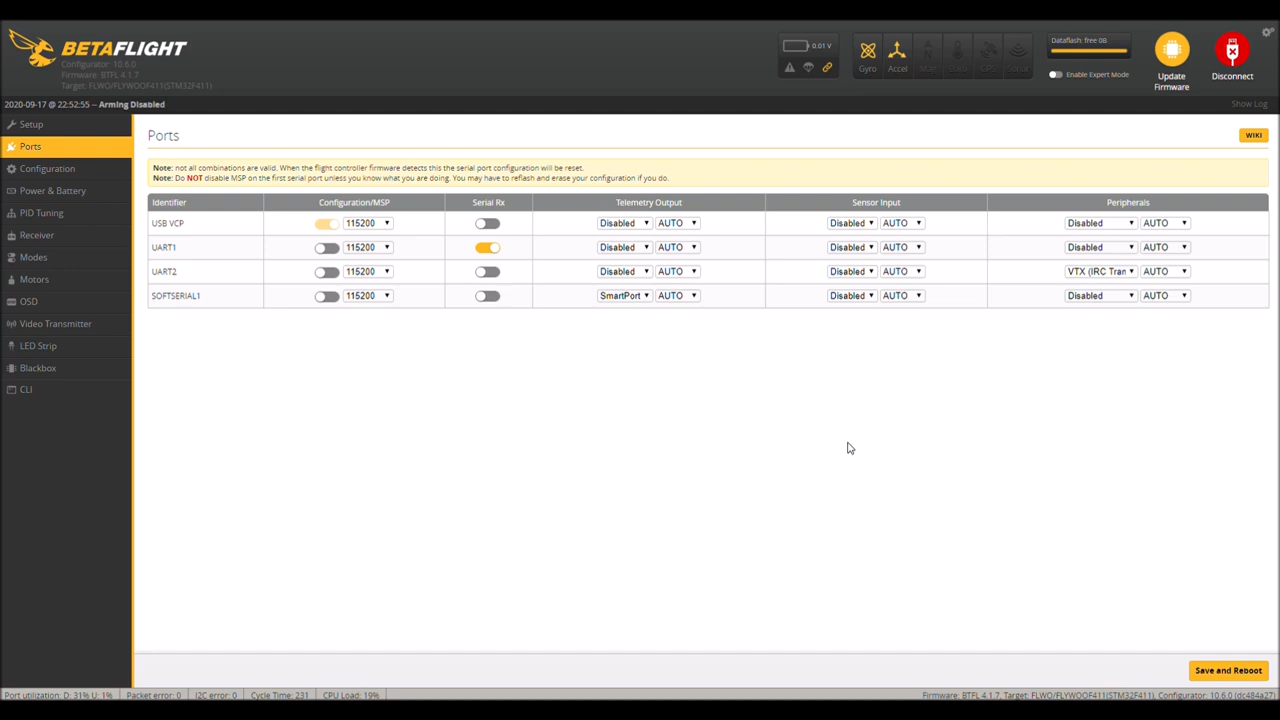 BETAFLIGHT
Configurator: 10.6.0
Firmware: BTFL 4.1.7
Target: FLWO/FLYWOOF411(STM32F411)
0.01 V
Gyro Accel
Dataflash: free 0B
Enable Expert Mode
Update Firmware
Disconnect
2020-09-17 @ 22:52:55 -- Arming Disabled
Show Log
Setup
Ports
Configuration
Power & Battery
PID Tuning
Receiver
Modes
Motors
OSD
Video Transmitter
LED Strip
Blackbox
CLI
Ports
WIKI
Note: not all combinations are valid. When the flight controller firmware detects this the serial port configuration will be reset.
Note: Do NOT disable MSP on the first serial port unless you know what you are doing. You may have to reflash and erase your configuration if you do.
Identifier Configuration/MSP Serial Rx Telemetry Output Sensor Input Peripherals
USB VCP 115200 Disabled AUTO Disabled AUTO Disabled AUTO
UART1 115200 Disabled AUTO Disabled AUTO Disabled AUTO
UART2 115200 Disabled AUTO Disabled AUTO VTX (IRC Tran AUTO
SOFTSERIAL1 115200 SmartPort AUTO Disabled AUTO Disabled AUTO
Save and Reboot
Port utilization: D: 31% U: 1% Packet error: 0 I2C error: 0 Cycle Time: 231 CPU Load: 19% Firmware: BTFL 4.1.7, Target: FLWO/FLYWOOF411(STM32F411), Configurator: 10.6.0 (dc484a27)